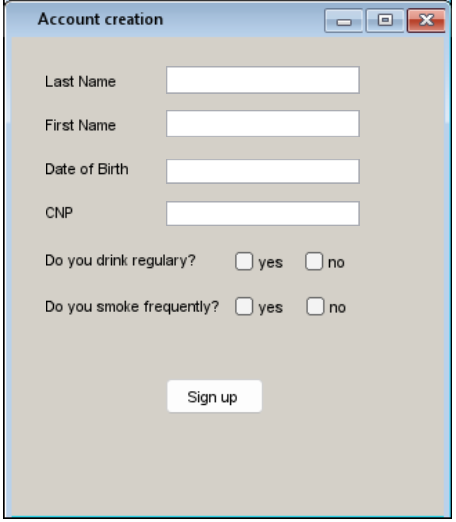 Account creation
Last Name
First Name
Date of Birth
CNP
Do you drink regulary? yes no
Do you smoke frequently? yes no
Sign up